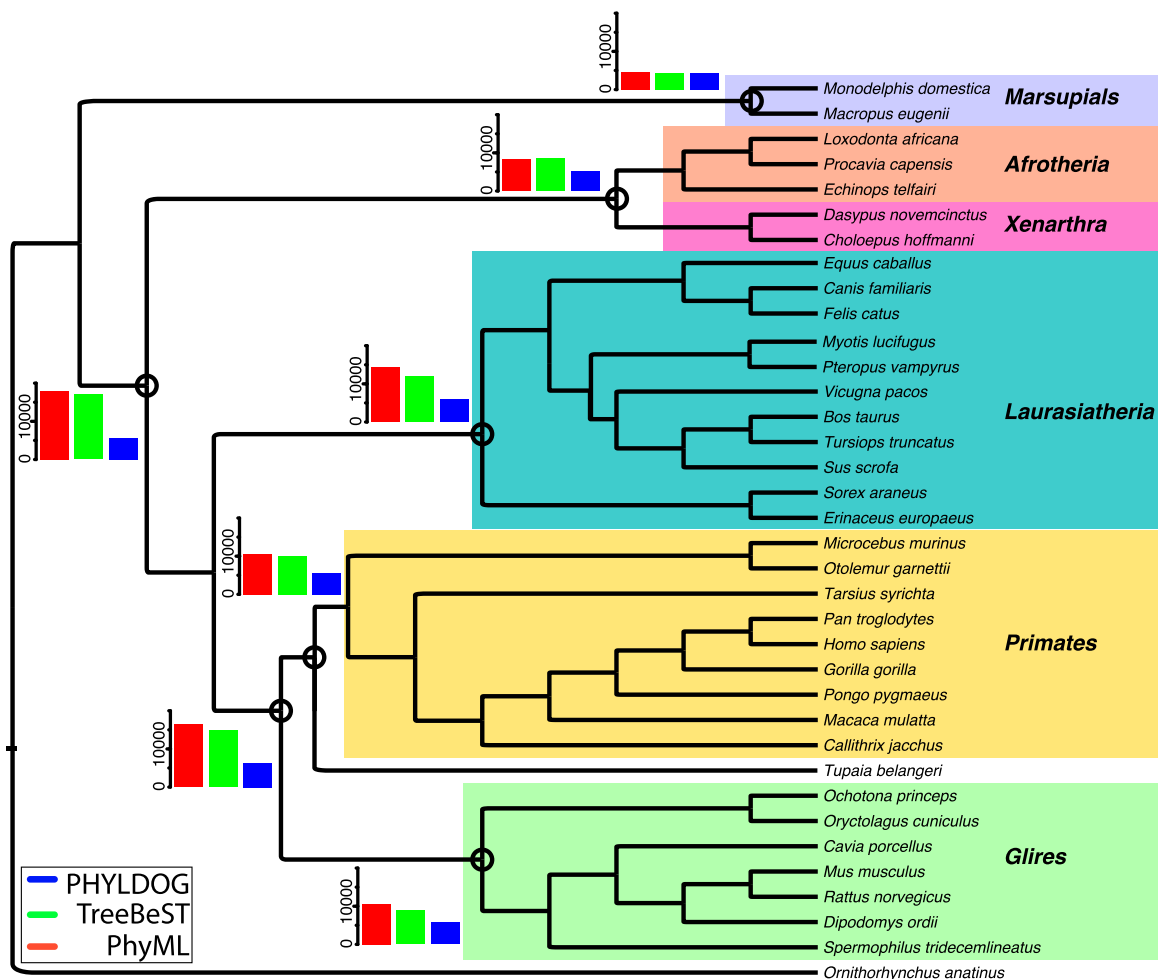 0 10000
Monodelphis domestica
Macropus eugenii
Marsupials
0 10000
Loxodonta africana
Procavia capensis
Echinops telfairi
Afrotheria
Dasypus novemcinctus
Choloepus hoffmanni
Xenarthra
Equus caballus
Canis familiaris
Felis catus
Myotis lucifugus
Pteropus vampyrus
Vicugna pacos
Bos taurus
Tursiops truncatus
Sus scrofa
Sorex araneus
Erinaceus europaeus
Laurasiatheria
0 10000
0 10000
0 10000
Microcebus murinus
Otolemur garnettii
Tarsius syrichta
Pan troglodytes
Homo sapiens
Gorilla gorilla
Pongo pygmaeus
Macaca mulatta
Callithrix jacchus
Primates
0 10000
Tupaia belangeri
Ochotona princeps
Oryctolagus cuniculus
Cavia porcellus
Mus musculus
Rattus norvegicus
Dipodomys ordii
Spermophilus tridecemlineatus
Glires
0 10000
PHYLDOG
TreeBeST
PhyML
Ornithorhynchus anatinus